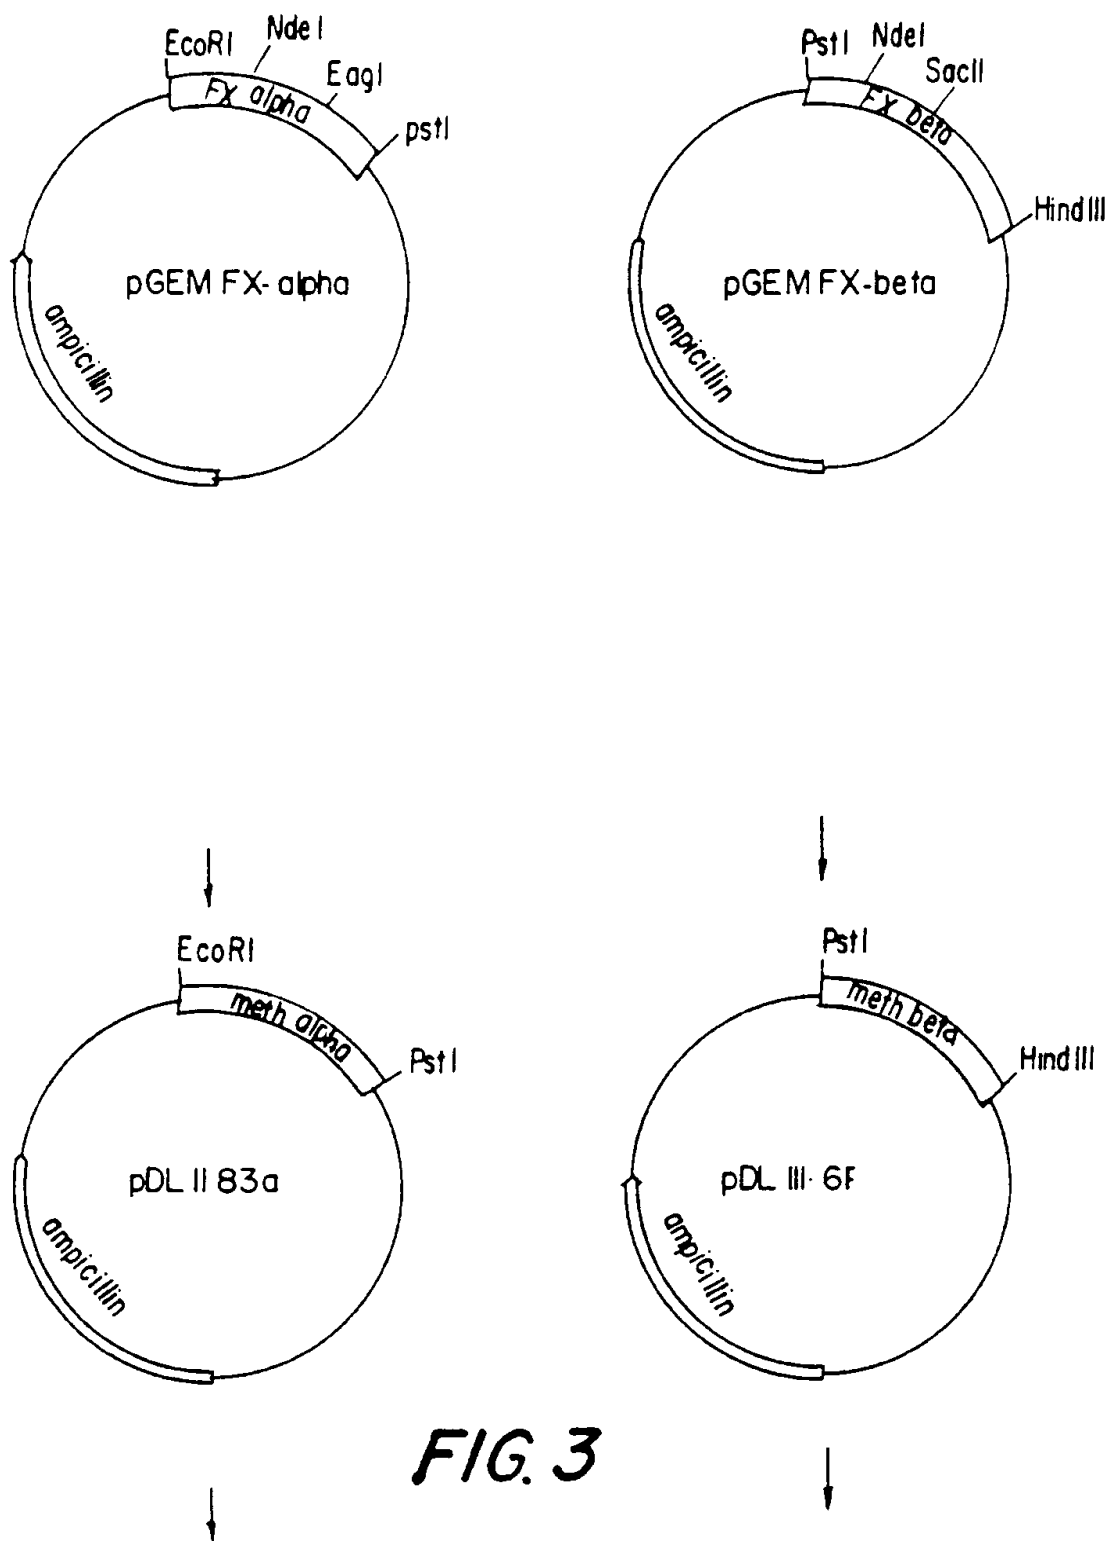 EcoRI
NdeI
EagI
pstI
FX alpha
pGEM FX-alpha
ampicillin
PstI
NdeI
SacII
FX beta
HindIII
pGEM FX-beta
ampicillin
EcoRI
meth alpha
PstI
pDL II 83a
ampicillin
PstI
meth beta
HindIII
pDL III-6F
ampicillin
FIG. 3